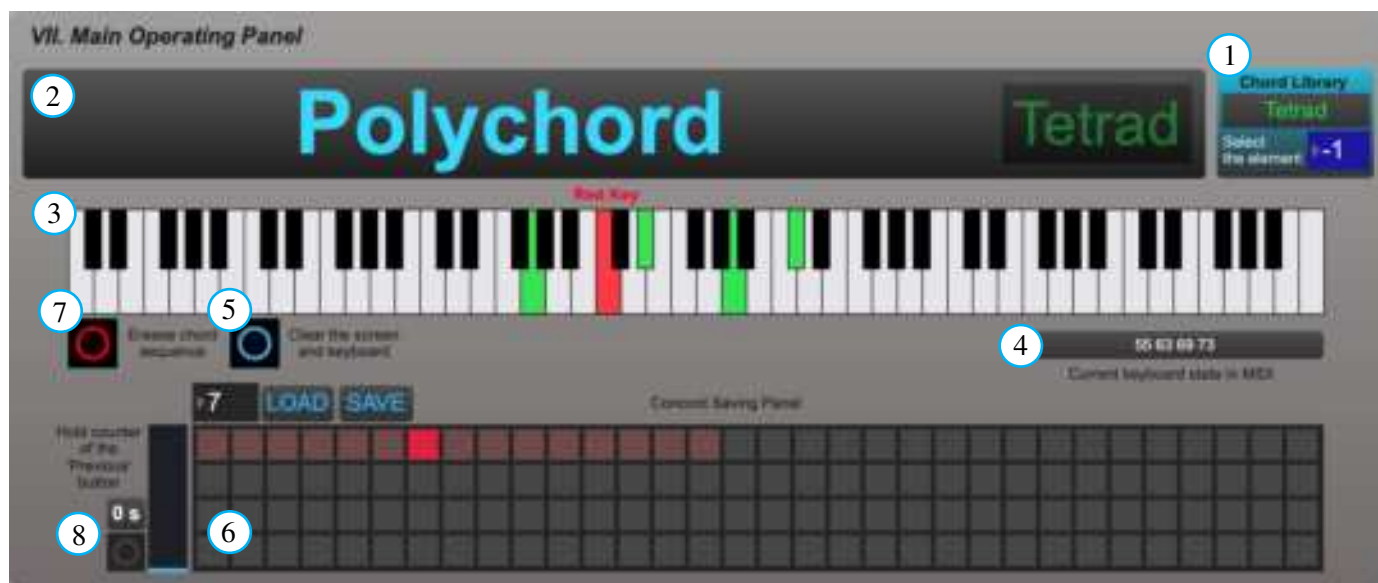 VII. Main Operating Panel
1
Chord Library
2
Polychord
Tetrad
Tetrad
Select
the element
-1
Red Key
3
7
chord
sequence
5
Clear the screen
and keyboard
4
55 63 69 73
Current keyboard state in MIDI
7
LOAD
SAVE
Saving Panel
Hold counter
of the
'Previous'
button
0 s
8
6